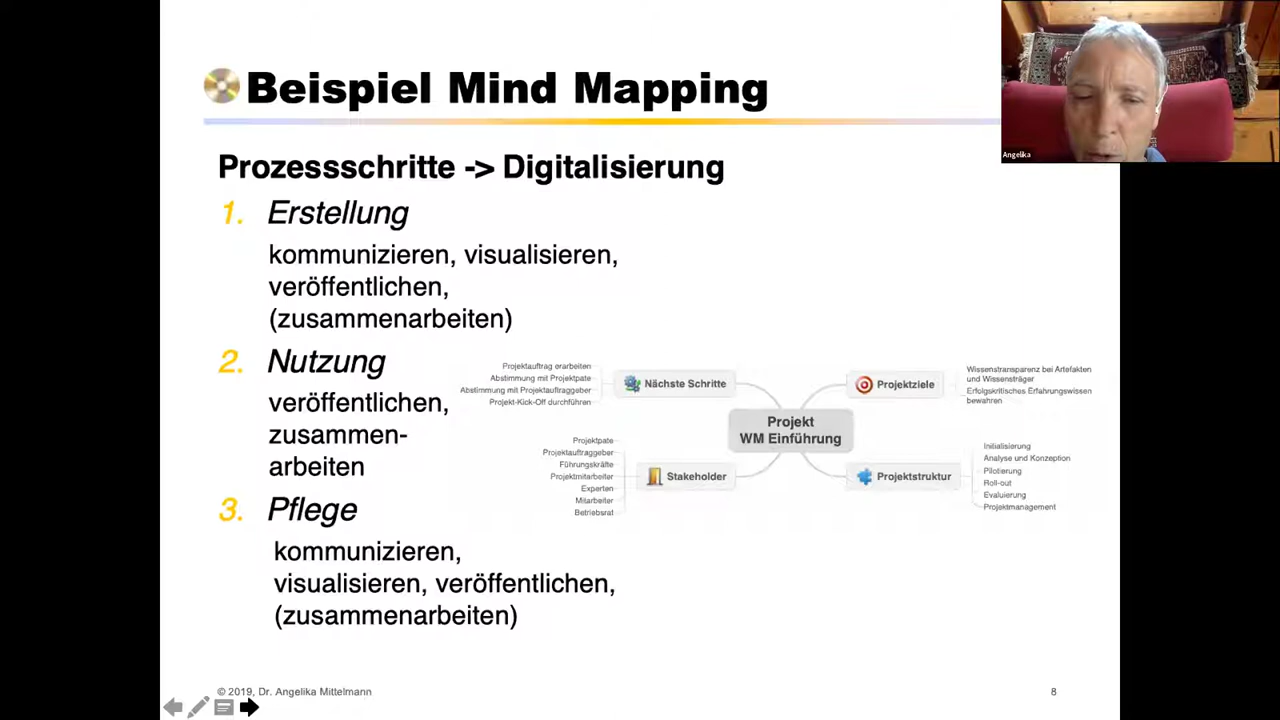 Beispiel Mind Mapping
Angelika
Prozessschritte -> Digitalisierung
1. Erstellung
kommunizieren, visualisieren,
veröffentlichen,
(zusammenarbeiten)
2. Nutzung
veröffentlichen,
zusammen-
arbeiten
3. Pflege
kommunizieren,
visualisieren, veröffentlichen,
(zusammenarbeiten)
Projekt
WM Einführung
Nächste Schritte
Projektauftrag erarbeiten
Abstimmung mit Projektpate
Abstimmung mit Projektauftraggeber
Projekt-Kick-Off durchführen
Projektziele
Wissenstransparenz bei Artefakten
und Wissensträger
Erfolgskritisches Erfahrungswissen
bewahren
Stakeholder
Projektpate
Projektauftraggeber
Führungskräfte
Projektmitarbeiter
Experten
Mitarbeiter
Betriebsrat
Projektstruktur
Initialisierung
Analyse und Konzeption
Pilotierung
Roll-out
Evaluierung
Projektmanagement
© 2019, Dr. Angelika Mittelmann
8